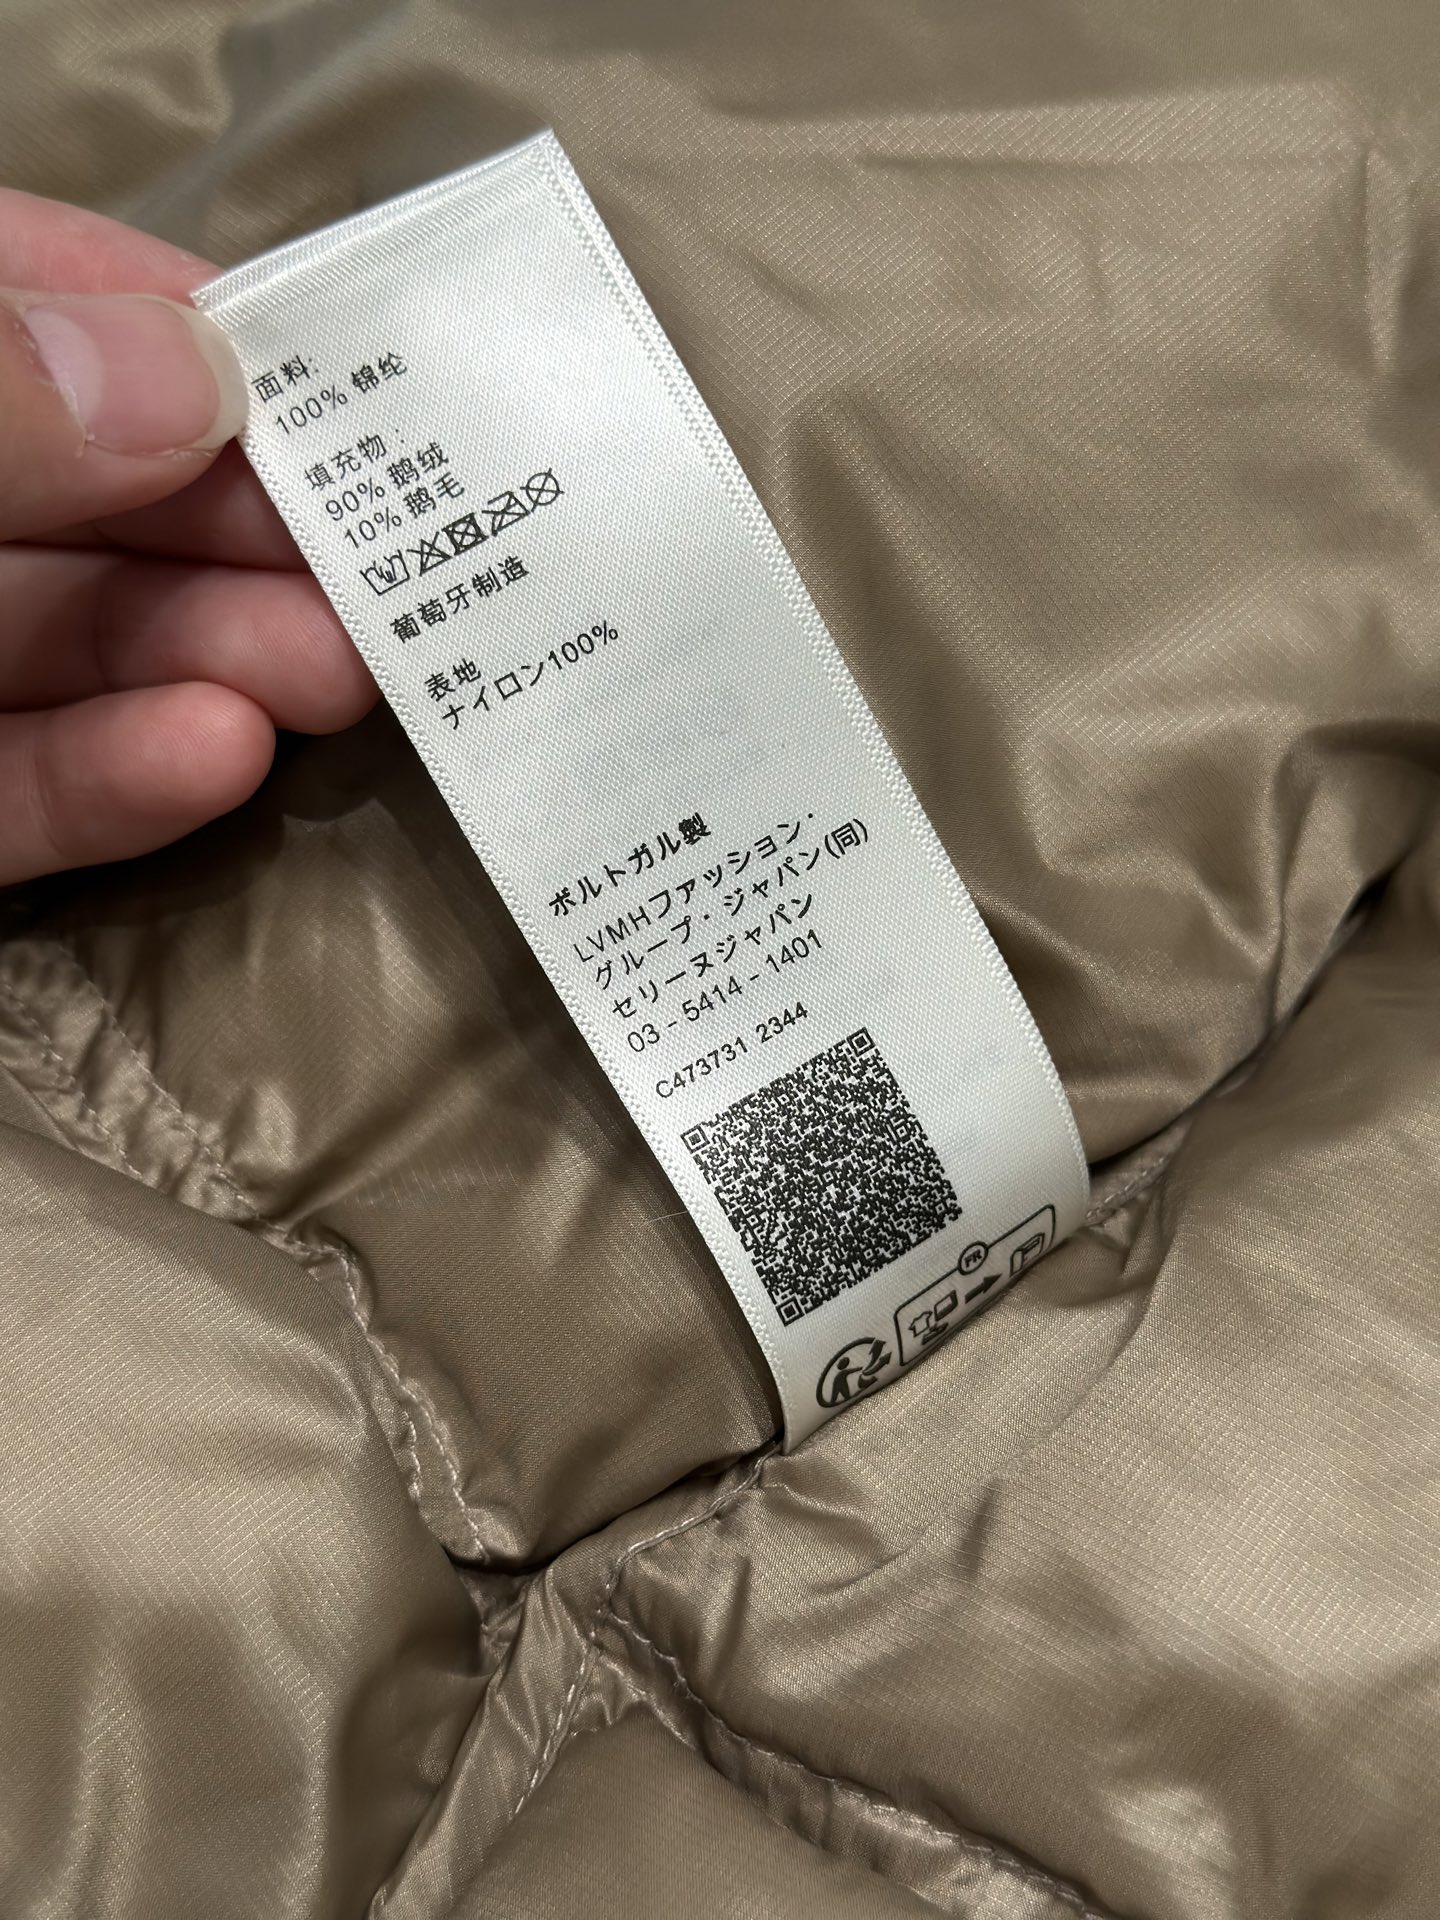 面料:
100% 锦纶
填充物:
90% 鹅绒
10% 鹅毛
葡萄牙制造
表地
ナイロン100%
ポルトガル製
LVMHファッション・
グループ・ジャパン(同)
セリーヌジャパン
03-5414-1401
C473731 2344
FR